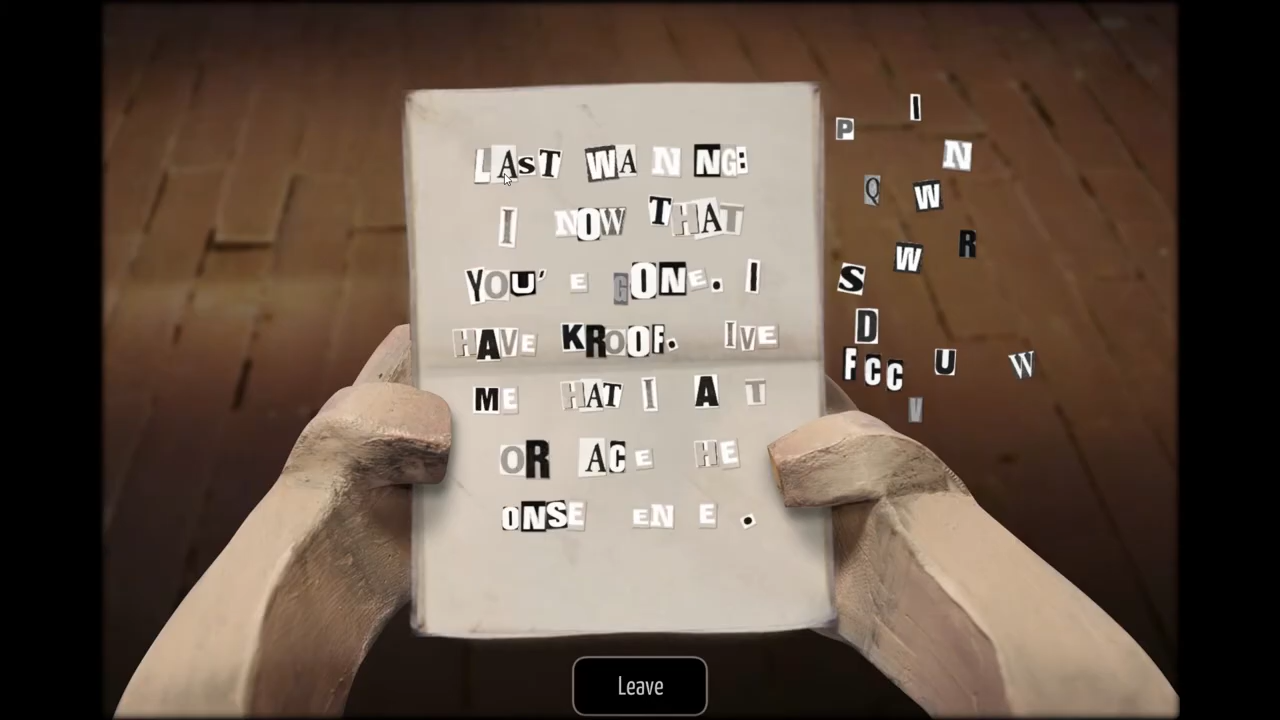 LAsT WA N NG:
I NOW THAT
YOU' E GONE. I
HAVE KROOF. IVE
ME HAT I A T
OR ACE HE
ONSE EN E .
I
P
N
Q W
R
W
S
D
F C C U W
V
Leave